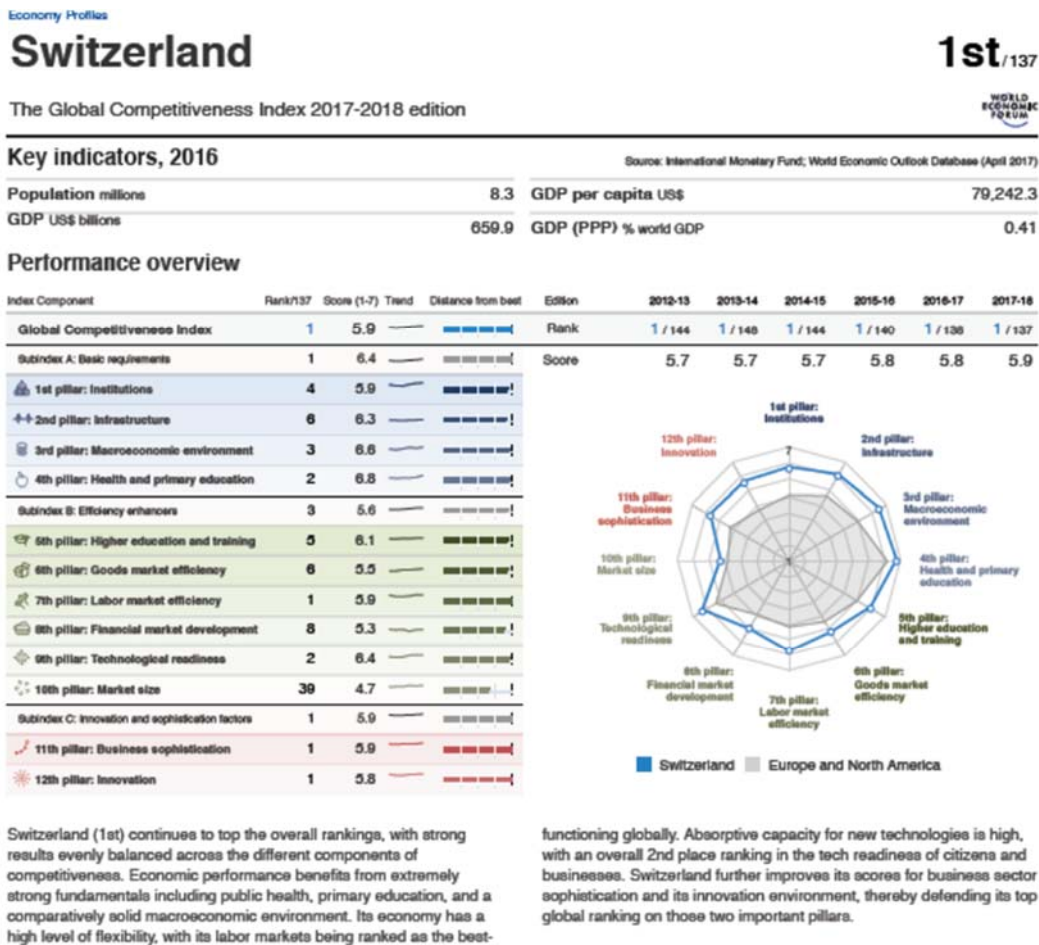 Economy Profiles
Switzerland
1st/137
The Global Competitiveness Index 2017-2018 edition
WORLD
ECONOMIC
FORUM
Key indicators, 2016
Source: International Monetary Fund; World Economic Outlook Database (April 2017)
Population millions 8.3 GDP per capita US$ 79,242.3
GDP US$ billions 659.9 GDP (PPP) % world GDP 0.41
Performance overview
Index Component Rank/137 Score (1-7) Trend Distance from best Edition 2012-13 2013-14 2014-15 2015-16 2016-17 2017-18
Global Competitiveness Index 1 5.9 Rank 1 / 144 1 / 148 1 / 144 1 / 140 1 / 138 1 / 137
Subindex A: Basic requirements 1 6.4 Score 5.7 5.7 5.7 5.8 5.8 5.9
1st pillar: Institutions 4 5.9
2nd pillar: Infrastructure 6 6.3
3rd pillar: Macroeconomic environment 3 6.6
4th pillar: Health and primary education 2 6.8
Subindex B: Efficiency enhancers 3 5.6
5th pillar: Higher education and training 5 6.1
6th pillar: Goods market efficiency 6 5.5
7th pillar: Labor market efficiency 1 5.9
8th pillar: Financial market development 8 5.3
9th pillar: Technological readiness 2 6.4
10th pillar: Market size 39 4.7
Subindex C: Innovation and sophistication factors 1 5.9
11th pillar: Business sophistication 1 5.9
12th pillar: Innovation 1 5.8
1st pillar:
Institutions
2nd pillar:
Infrastructure
3rd pillar:
Macroeconomic
environment
4th pillar:
Health and primary
education
5th pillar:
Higher education
and training
6th pillar:
Goods market
efficiency
7th pillar:
Labor market
efficiency
8th pillar:
Financial market
development
9th pillar:
Technological
readiness
10th pillar:
Market size
11th pillar:
Business
sophistication
12th pillar:
Innovation
7
Switzerland Europe and North America
Switzerland (1st) continues to top the overall rankings, with strong
results evenly balanced across the different components of
competitiveness. Economic performance benefits from extremely
strong fundamentals including public health, primary education, and a
comparatively solid macroeconomic environment. Its economy has a
high level of flexibility, with its labor markets being ranked as the best-
functioning globally. Absorptive capacity for new technologies is high,
with an overall 2nd place ranking in the tech readiness of citizens and
businesses. Switzerland further improves its scores for business sector
sophistication and its innovation environment, thereby defending its top
global ranking on those two important pillars.